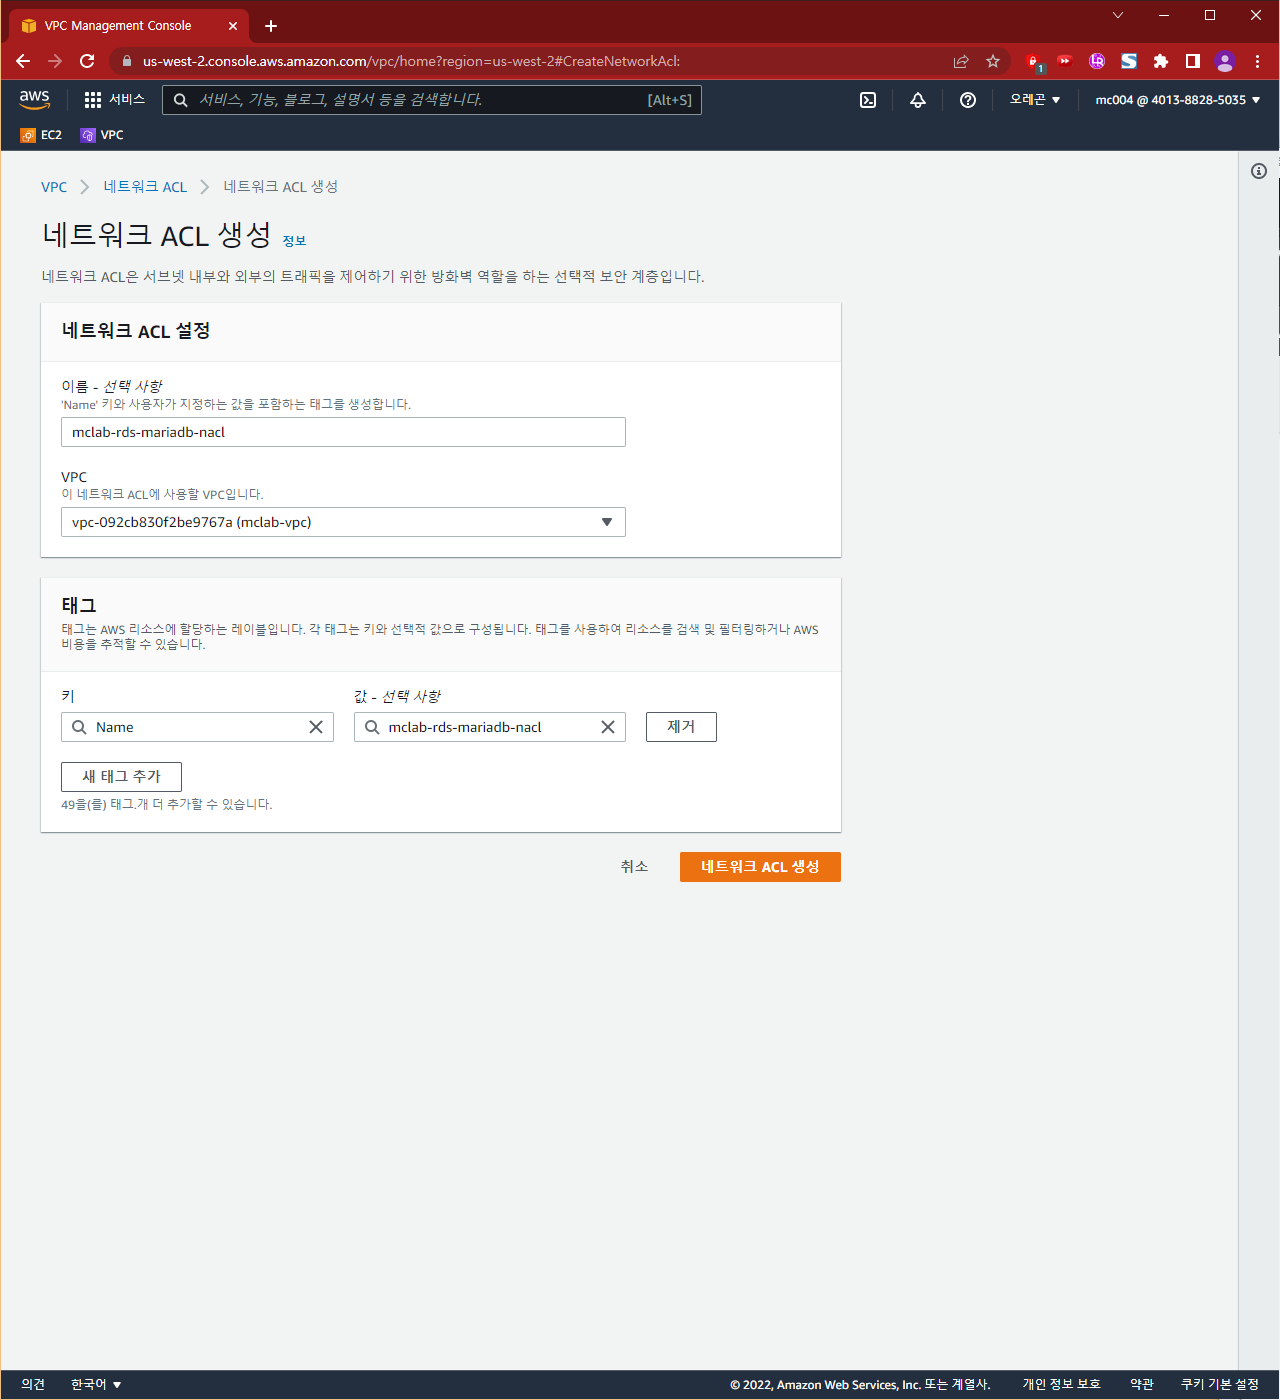 VPC Management Console
us-west-2.console.aws.amazon.com/vpc/home?region=us-west-2#CreateNetworkAcl:
1
aws
서비스
서비스, 기능, 블로그, 설명서 등을 검색합니다.
[Alt+S]
오레곤
mc004 @ 4013-8828-5035
EC2
VPC
VPC
네트워크 ACL
네트워크 ACL 생성
네트워크 ACL 생성 정보
네트워크 ACL은 서브넷 내부와 외부의 트래픽을 제어하기 위한 방화벽 역할을 하는 선택적 보안 계층입니다.
네트워크 ACL 설정
이름 - 선택 사항
'Name' 키와 사용자가 지정하는 값을 포함하는 태그를 생성합니다.
mclab-rds-mariadb-nacl
VPC
이 네트워크 ACL에 사용할 VPC입니다.
vpc-092cb830f2be9767a (mclab-vpc)
태그
태그는 AWS 리소스에 할당하는 레이블입니다. 각 태그는 키와 선택적 값으로 구성됩니다. 태그를 사용하여 리소스를 검색 및 필터링하거나 AWS
비용을 추적할 수 있습니다.
키
값 - 선택 사항
Name
mclab-rds-mariadb-nacl
제거
새 태그 추가
49을(를) 태그.개 더 추가할 수 있습니다.
취소
네트워크 ACL 생성
의견
한국어
© 2022, Amazon Web Services, Inc. 또는 계열사.
개인 정보 보호
약관
쿠키 기본 설정